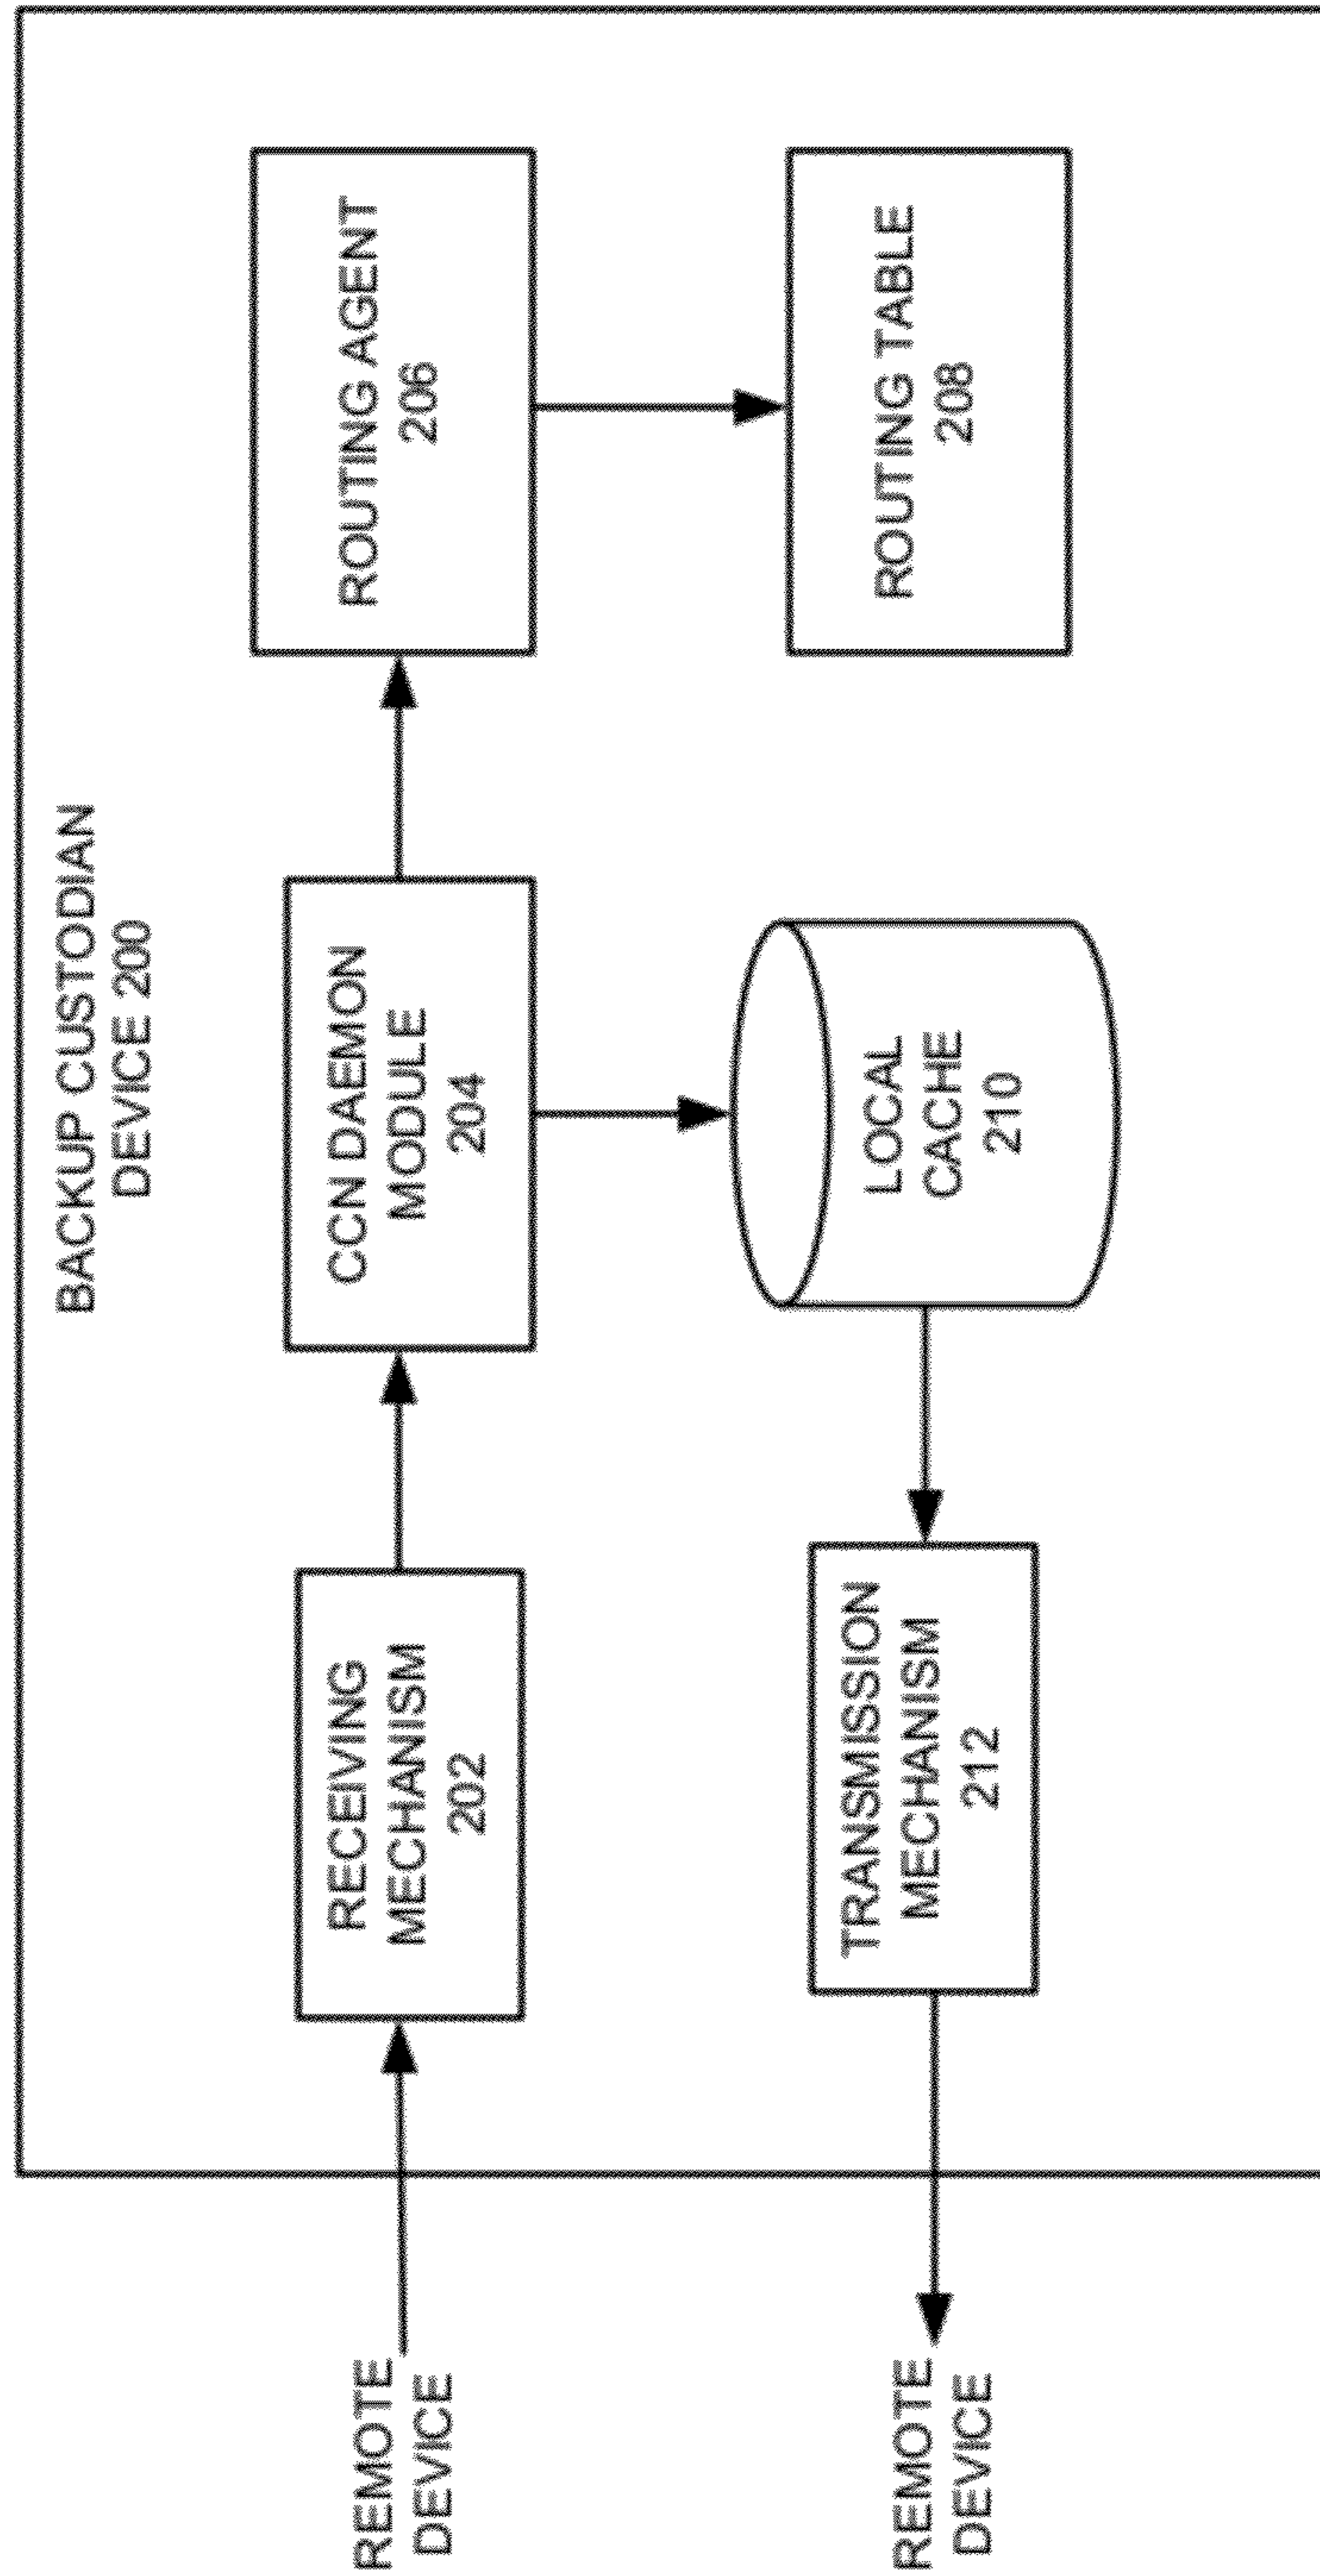 BACKUP CUSTODIAN
DEVICE 200
REMOTE
DEVICE
RECEIVING
MECHANISM
202
CCN DAEMON
MODULE
204
ROUTING AGENT
206
REMOTE
DEVICE
TRANSMISSION
MECHANISM
212
LOCAL
CACHE
210
ROUTING TABLE
208